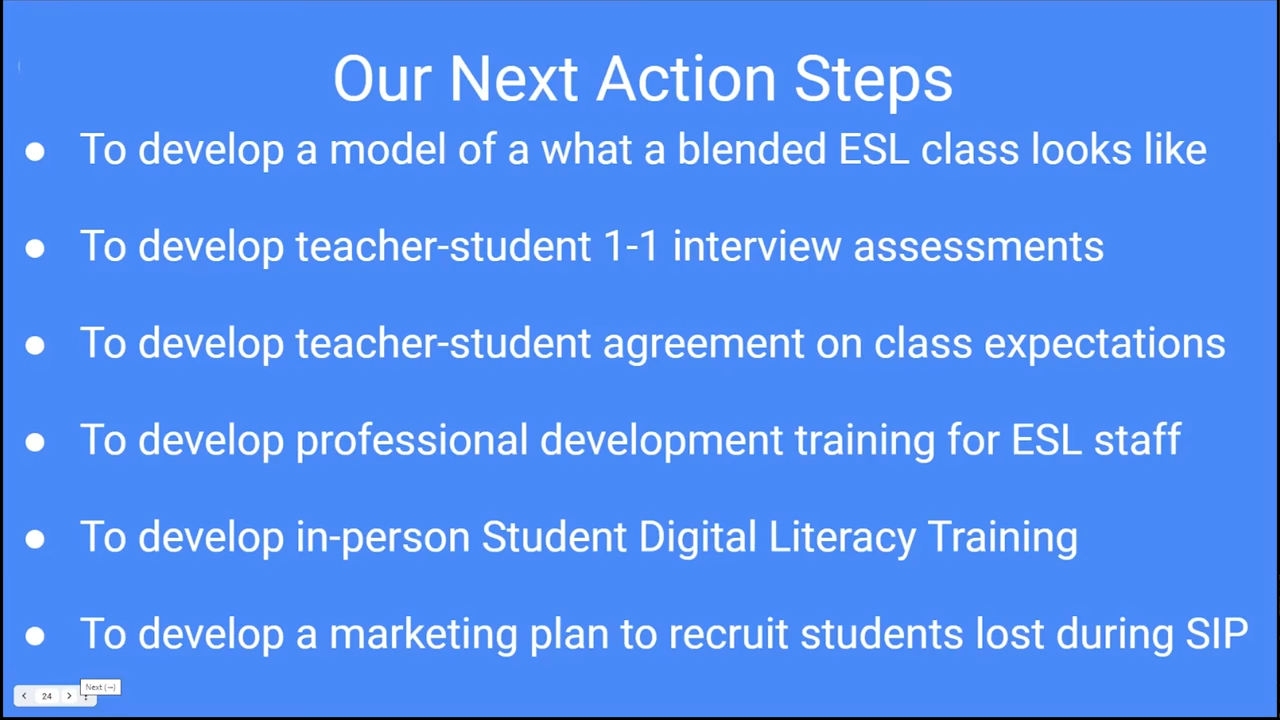 Our Next Action Steps
● To develop a model of a what a blended ESL class looks like
● To develop teacher-student 1-1 interview assessments
● To develop teacher-student agreement on class expectations
● To develop professional development training for ESL staff
● To develop in-person Student Digital Literacy Training
● To develop a marketing plan to recruit students lost during SIP
Next (→)
24